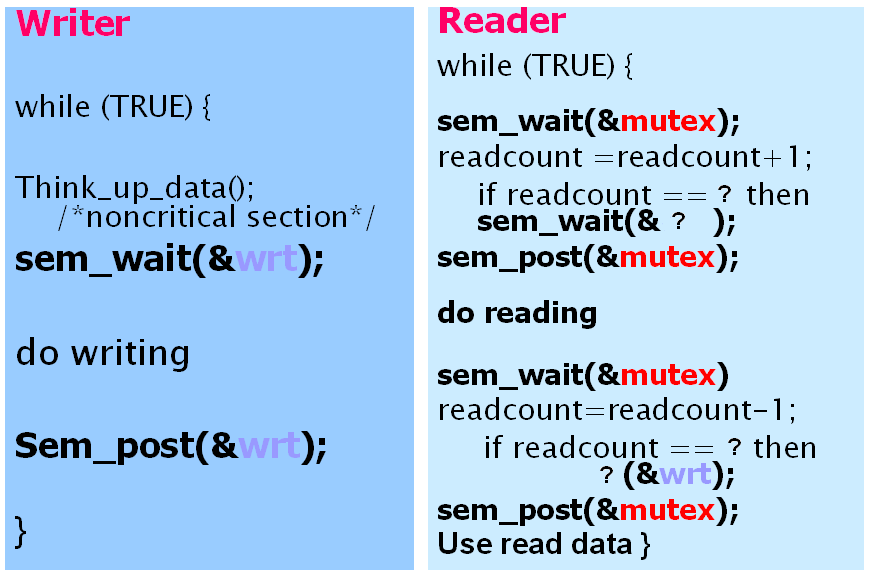 Writer
while (TRUE) {
Think_up_data();
/*noncritical section*/
sem_wait(&wrt);
do writing
Sem_post(&wrt);
}
Reader
while (TRUE) {
sem_wait(&mutex);
readcount =readcount+1;
if readcount == ? then
sem_wait(& ? );
sem_post(&mutex);
do reading
sem_wait(&mutex)
readcount=readcount-1;
if readcount == ? then
? (&wrt);
sem_post(&mutex);
Use read data }